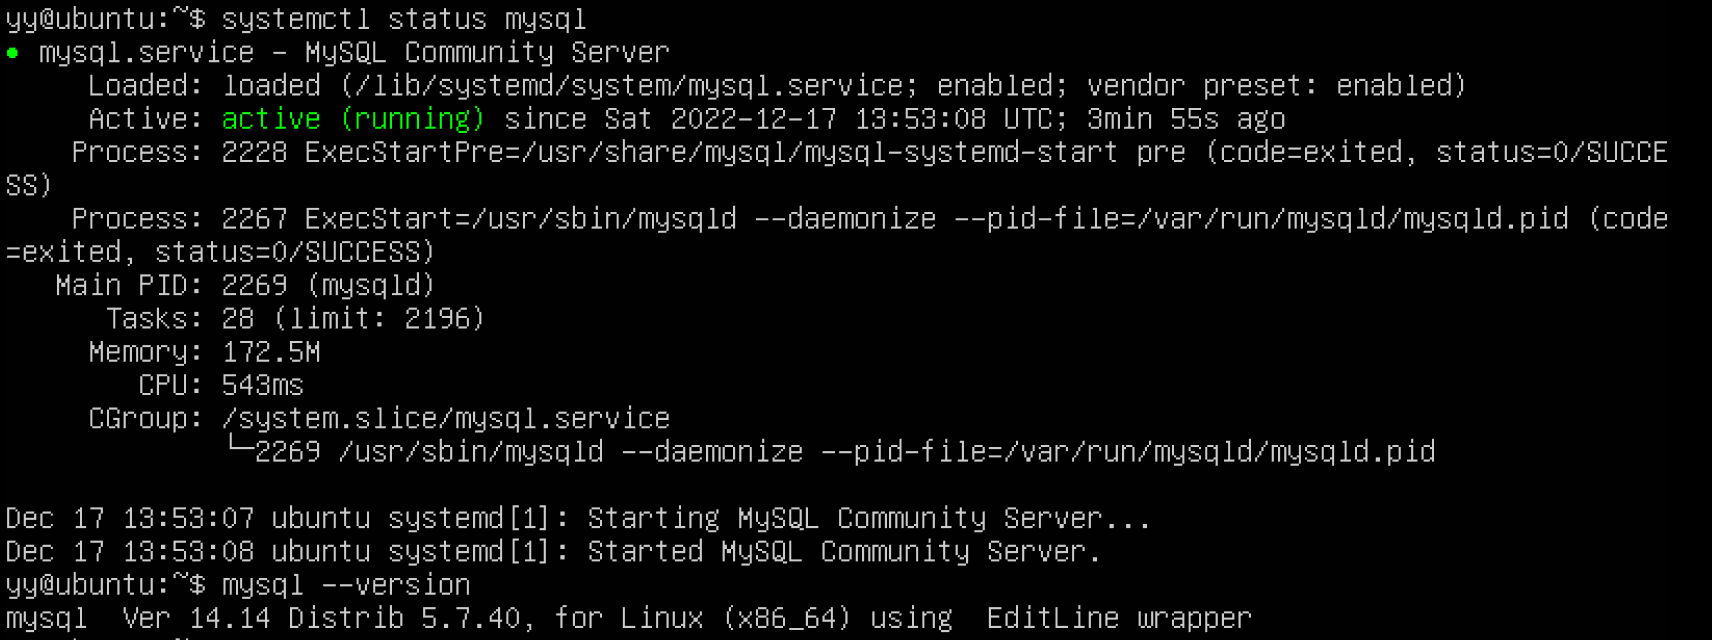 yy@ubuntu:~$ systemctl status mysql
● mysql.service - MySQL Community Server
Loaded: loaded (/lib/systemd/system/mysql.service; enabled; vendor preset: enabled)
Active: active (running) since Sat 2022-12-17 13:53:08 UTC; 3min 55s ago
Process: 2228 ExecStartPre=/usr/share/mysql/mysql-systemd-start pre (code=exited, status=0/SUCCE
SS)
Process: 2267 ExecStart=/usr/sbin/mysqld --daemonize --pid-file=/var/run/mysqld/mysqld.pid (code
=exited, status=0/SUCCESS)
Main PID: 2269 (mysqld)
Tasks: 28 (limit: 2196)
Memory: 172.5M
CPU: 543ms
CGroup: /system.slice/mysql.service
└─2269 /usr/sbin/mysqld --daemonize --pid-file=/var/run/mysqld/mysqld.pid
Dec 17 13:53:07 ubuntu systemd[1]: Starting MySQL Community Server...
Dec 17 13:53:08 ubuntu systemd[1]: Started MySQL Community Server.
yy@ubuntu:~$ mysql --version
mysql  Ver 14.14 Distrib 5.7.40, for Linux (x86_64) using  EditLine wrapper